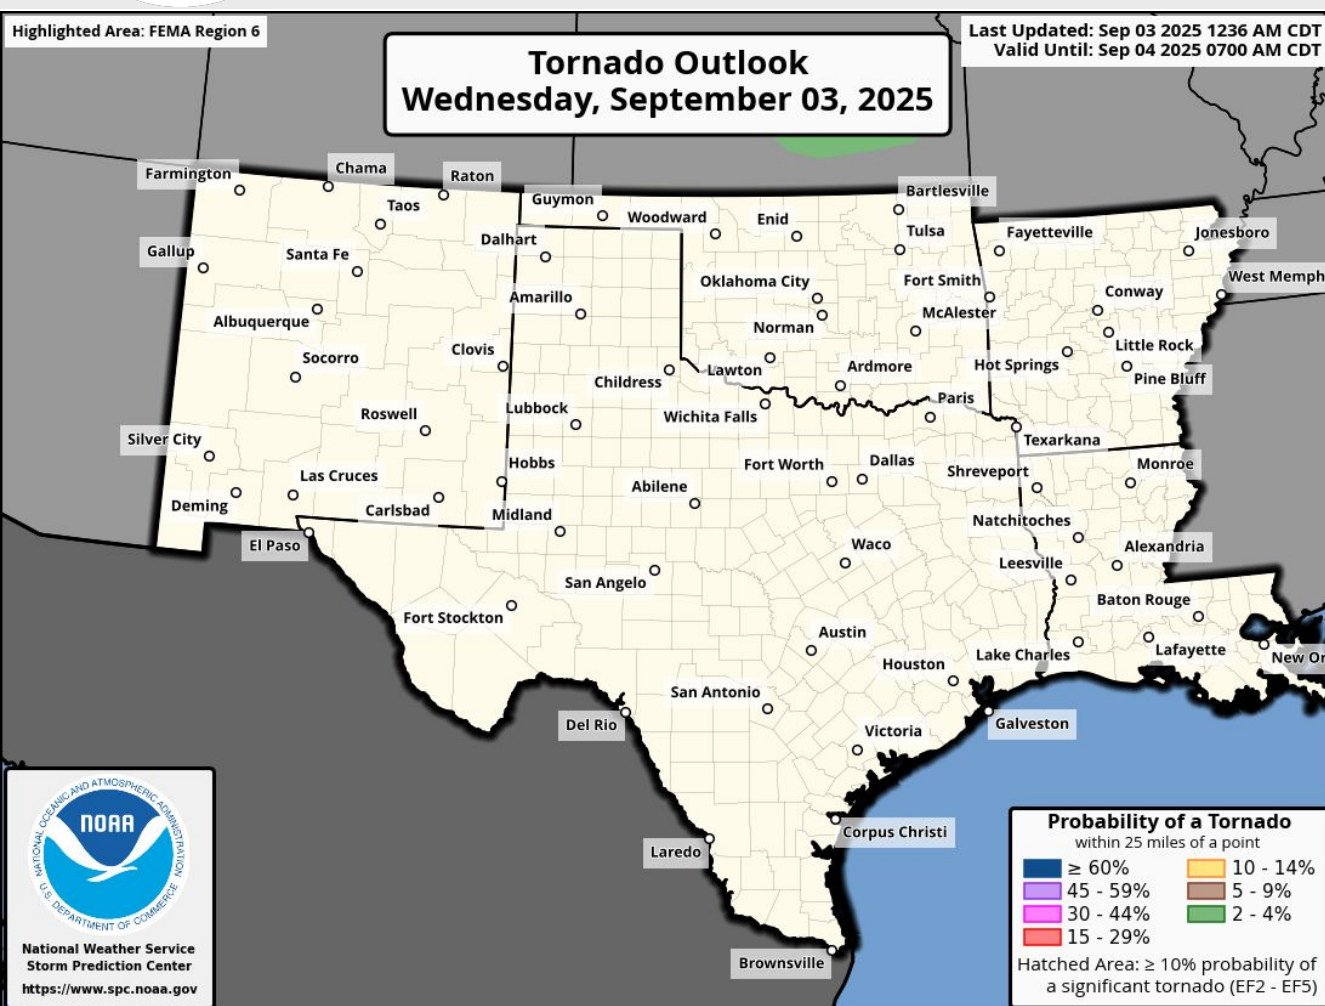 Highlighted Area: FEMA Region 6
Last Updated: Sep 03 2025 1236 AM CDT
Valid Until: Sep 04 2025 0700 AM CDT
Tornado Outlook
Wednesday, September 03, 2025
Farmington
Chama
Raton
Taos
Guymon
Woodward
Enid
Bartlesville
Tulsa
Fayetteville
Jonesboro
Gallup
Santa Fe
Dalhart
Oklahoma City
Fort Smith
West Memph
Amarillo
Conway
Albuquerque
Norman
McAlester
Little Rock
Socorro
Clovis
Childress
Lawton
Ardmore
Hot Springs
Pine Bluff
Roswell
Lubbock
Wichita Falls
Paris
Silver City
Texarkana
Las Cruces
Hobbs
Fort Worth
Dallas
Shreveport
Monroe
Deming
Carlsbad
Midland
Abilene
Natchitoches
El Paso
Waco
Alexandria
San Angelo
Leesville
Fort Stockton
Baton Rouge
Austin
Lake Charles
Lafayette
New Or
Houston
San Antonio
Del Rio
Galveston
Victoria
Corpus Christi
Laredo
Brownsville
NATIONAL OCEANIC AND ATMOSPHERIC ADMINISTRATION
NOAA
U.S. DEPARTMENT OF COMMERCE
National Weather Service
Storm Prediction Center
https://www.spc.noaa.gov
Probability of a Tornado
within 25 miles of a point
≥ 60%
10 - 14%
45 - 59%
5 - 9%
30 - 44%
2 - 4%
15 - 29%
Hatched Area: ≥ 10% probability of
a significant tornado (EF2 - EF5)